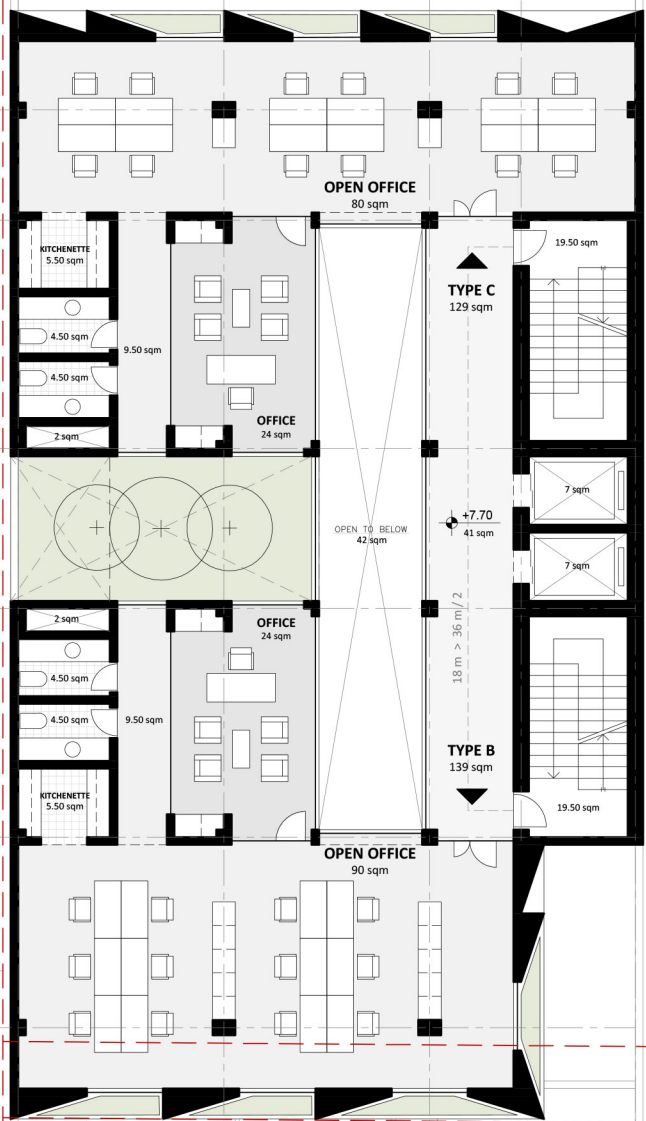 OPEN OFFICE
80 sqm
KITCHENETTE
5.50 sqm
19.50 sqm
TYPE C
129 sqm
4.50 sqm
9.50 sqm
4.50 sqm
OFFICE
24 sqm
2 sqm
7 sqm
+7.70
41 sqm
OPEN TO BELOW
42 sqm
7 sqm
18 m > 36 m / 2
2 sqm
OFFICE
24 sqm
4.50 sqm
4.50 sqm
9.50 sqm
TYPE B
139 sqm
KITCHENETTE
5.50 sqm
19.50 sqm
OPEN OFFICE
90 sqm